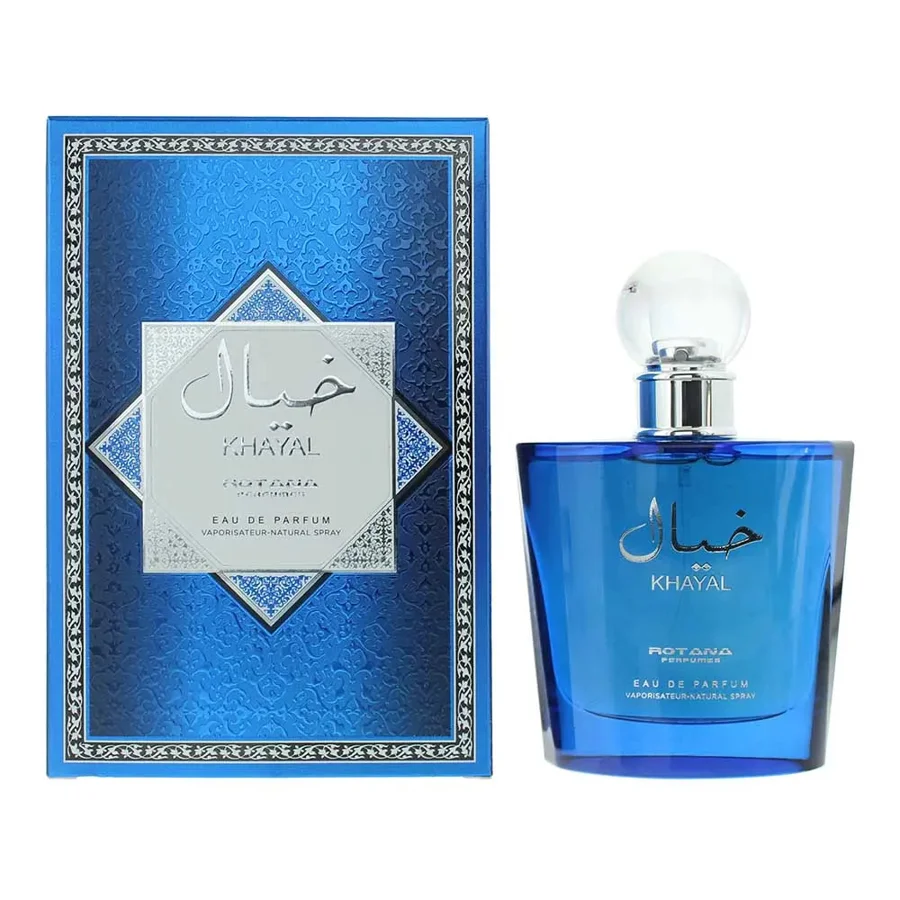 خيال
KHAYAL
ROTANA
PERFUMES
EAU DE PARFUM
VAPORISATEUR-NATURAL SPRAY
خيال
KHAYAL
ROTANA
PERFUMES
EAU DE PARFUM
VAPORISATEUR-NATURAL SPRAY